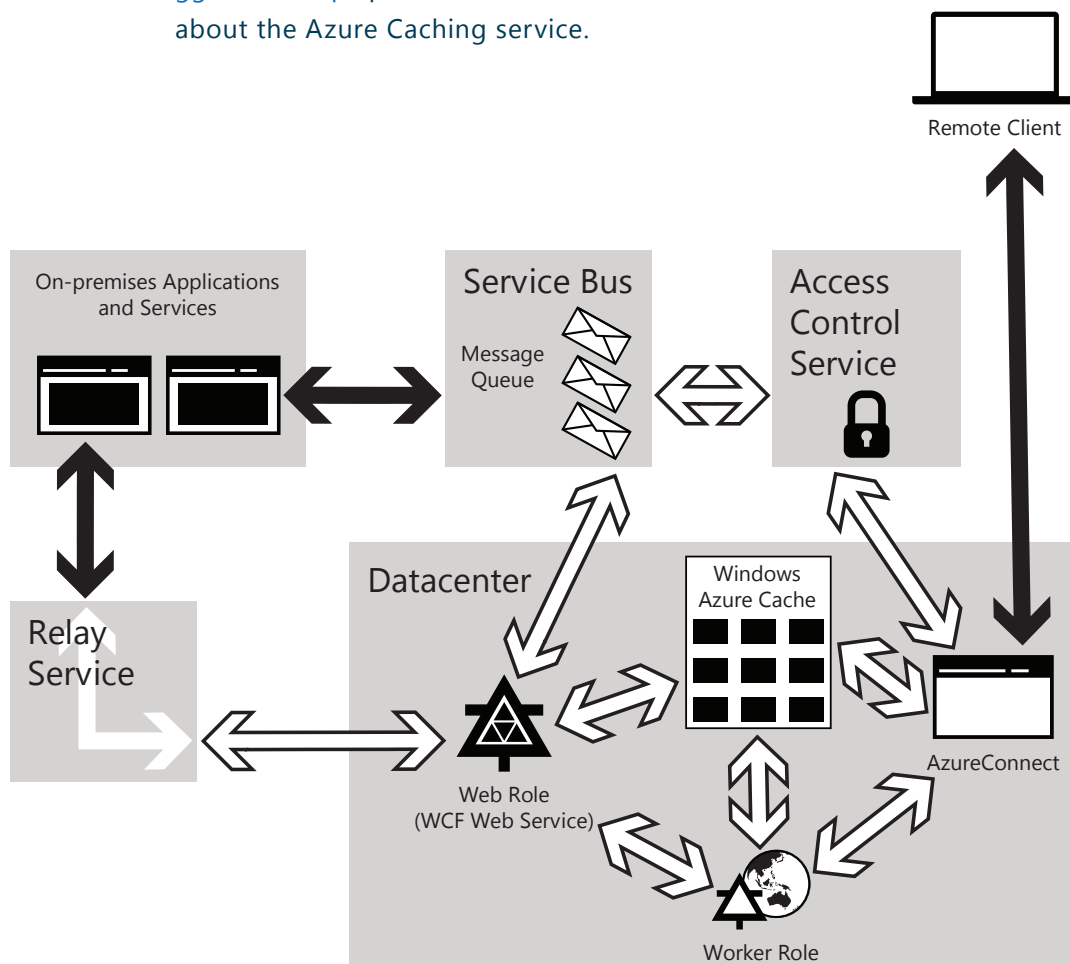 about the Azure Caching service.
Remote Client
On-premises Applications
and Services
Service Bus
Message
Queue
Access
Control
Service
Datacenter
Windows
Azure Cache
Relay
Service
AzureConnect
Web Role
(WCF Web Service)
Worker Role